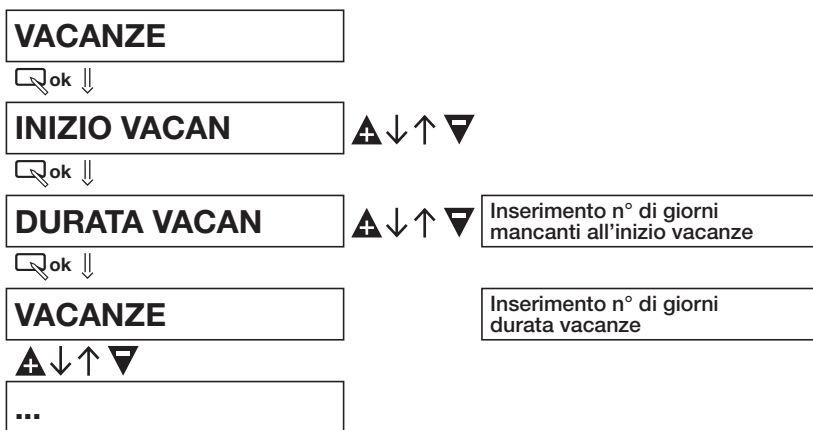 VACANZE
ok
INIZIO VACAN
ok
DURATA VACAN
Inserimento n° di giorni
mancanti all'inizio vacanze
ok
VACANZE
Inserimento n° di giorni
durata vacanze
...